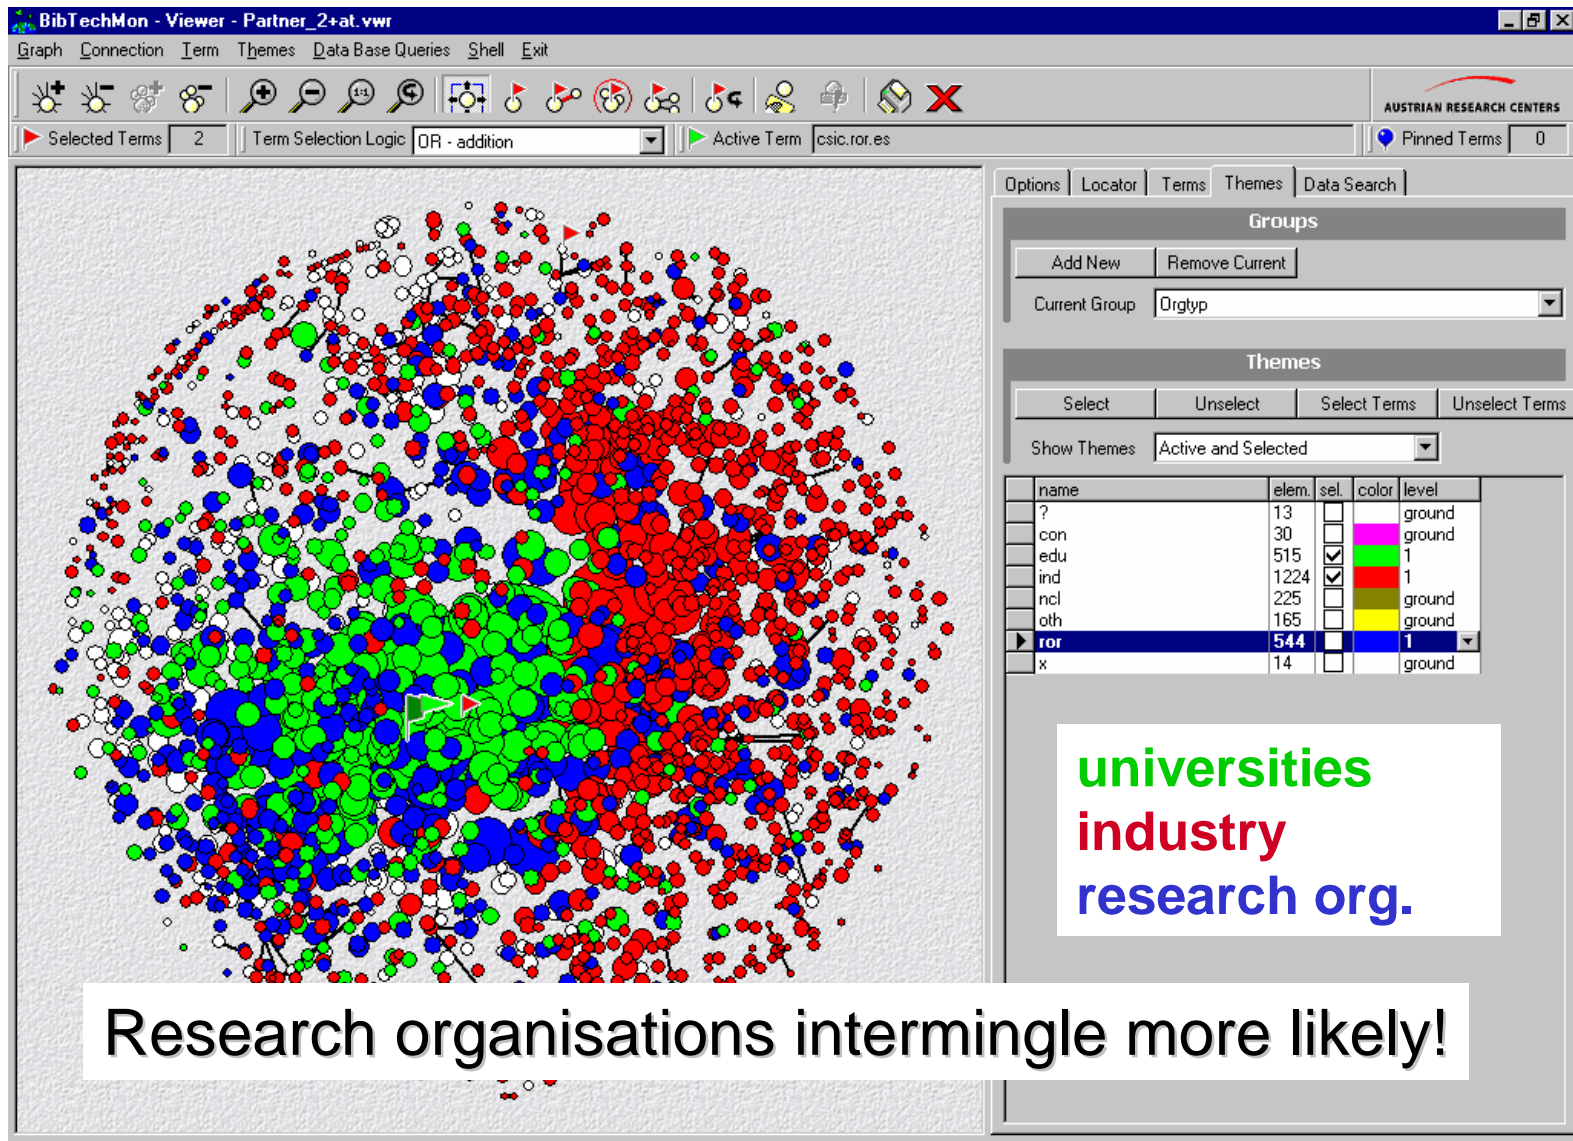 BibTechMon - Viewer - Partner_2+at.vwr
Graph Connection Term Themes Data Base Queries Shell Exit
1:1
AUSTRIAN RESEARCH CENTERS
Selected Terms 2 Term Selection Logic OR - addition Active Term csic.ror.es Pinned Terms 0
Options Locator Terms Themes Data Search
Groups
Add New Remove Current
Current Group Orgtyp
Themes
Select Unselect Select Terms Unselect Terms
Show Themes Active and Selected
name elem. sel. color level
? 13 ground
con 30 ground
edu 515 1
ind 1224 1
ncl 225 ground
oth 165 ground
ror 544 1
x 14 ground
universities
industry
research org.
Research organisations intermingle more likely!